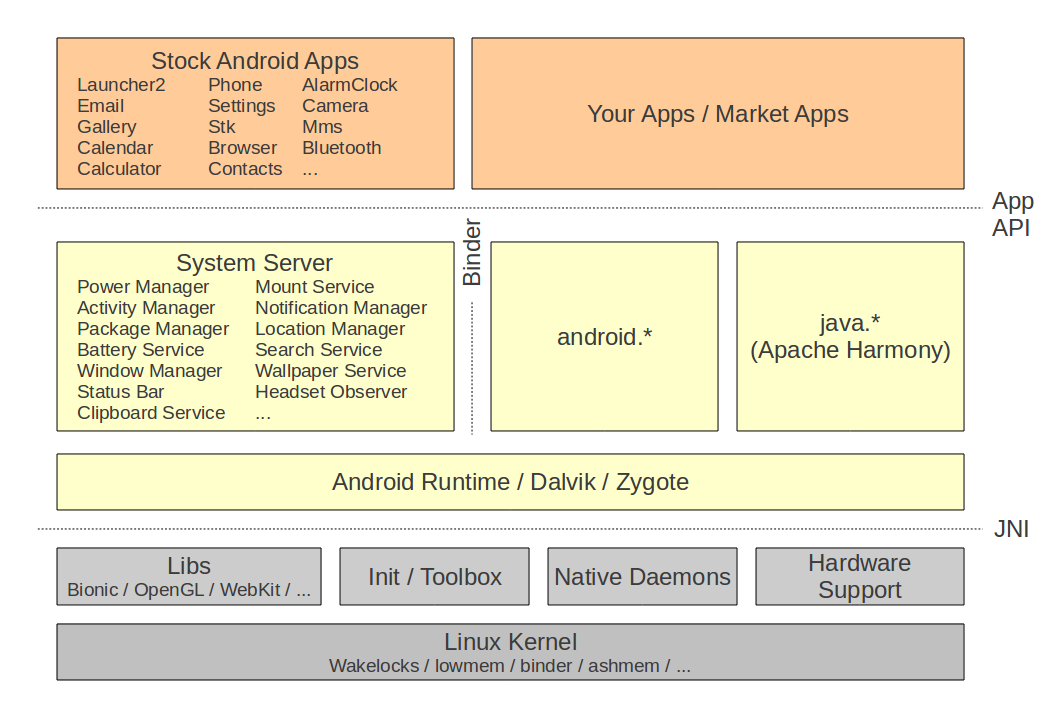 Stock Android Apps
Launcher2 Phone AlarmClock
Email Settings Camera
Gallery Stk Mms
Calendar Browser Bluetooth
Calculator Contacts ...
Your Apps / Market Apps
App
API
System Server
Power Manager Mount Service
Activity Manager Notification Manager
Package Manager Location Manager
Battery Service Search Service
Window Manager Wallpaper Service
Status Bar Headset Observer
Clipboard Service ...
Binder
android.*
java.*
(Apache Harmony)
Android Runtime / Dalvik / Zygote
JNI
Libs
Bionic / OpenGL / WebKit / ...
Init / Toolbox
Native Daemons
Hardware
Support
Linux Kernel
Wakelocks / lowmem / binder / ashmem / ...